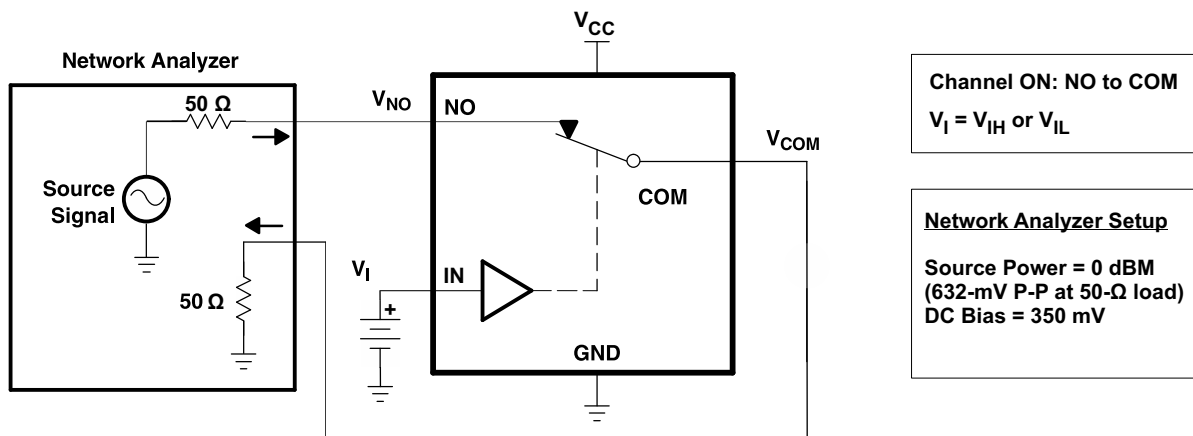 V_CC
Network Analyzer
Channel ON: NO to COM
V_I = V_IH or V_IL
50 Ω
V_NO
NO
V_COM
COM
Source
Signal
Network Analyzer Setup
Source Power = 0 dBM
(632-mV P-P at 50-Ω load)
DC Bias = 350 mV
V_I
IN
+
50 Ω
GND